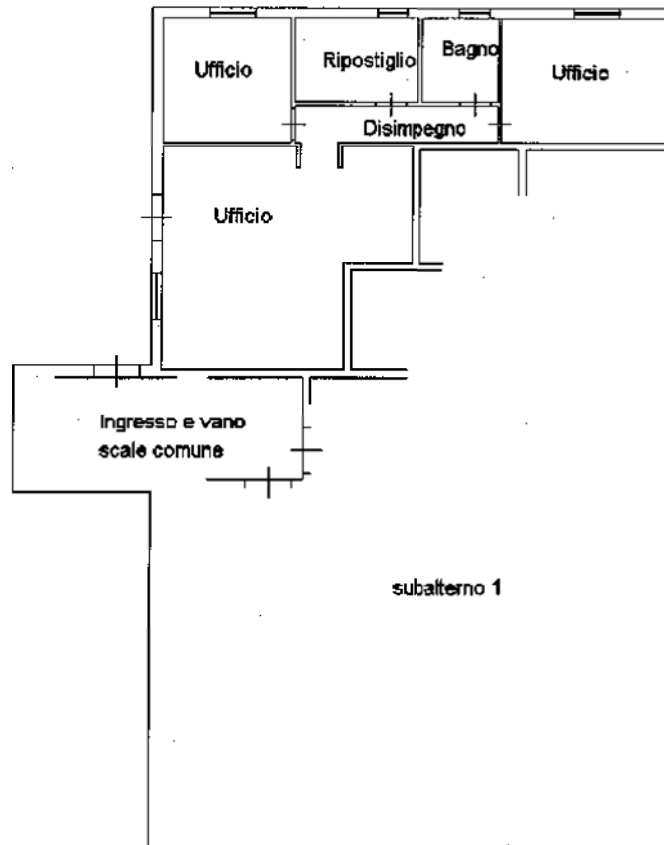 Ufficio
Ripostiglio
Bagno
Ufficio
Disimpegno
Ufficio
Ingresso e vano
scale comune
subalterno 1